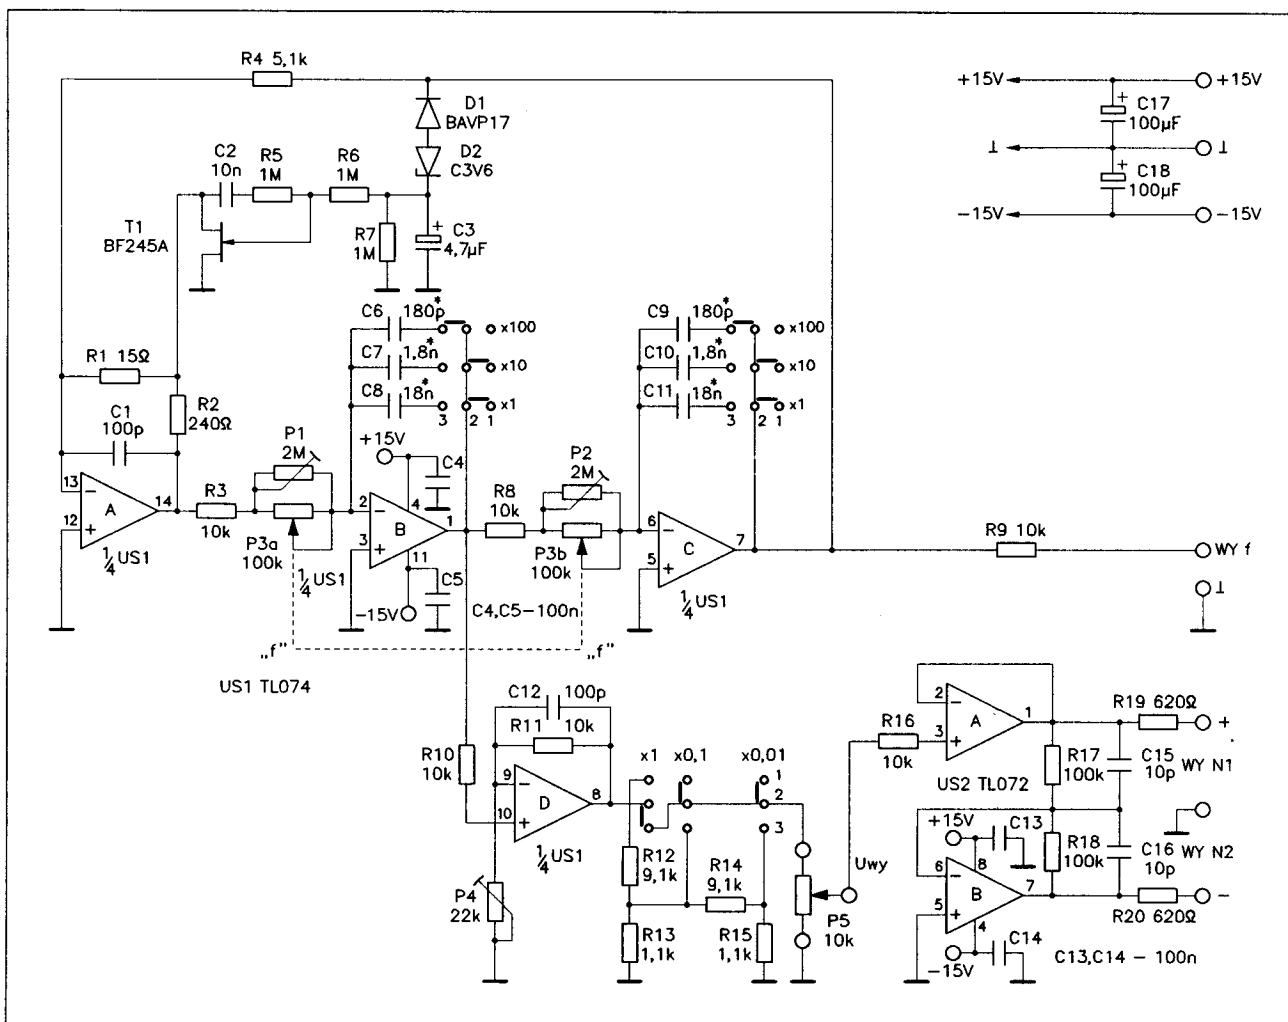 R4 5,1k
D1
BAVP17
D2
C3V6
C2
10n
R5
1M
R6
1M
T1
BF245A
R7
1M
+
C3
4,7µF
+15V
+15V
+
C17
100µF
⊥
⊥
+
C18
100µF
-15V
-15V
C6
180p*
x100
C7
1,8n*
x10
C8
18n*
x1
3
2
1
C9
180p*
x100
C10
1,8n*
x10
C11
18n*
x1
3
2
1
R1 15Ω
R2
240Ω
C1
100p
13
-
A
14
12
+
1/4 US1
R3
10k
P1
2M
P3a
100k
+15V
C4
4
2
-
B
1
3
+
11
C5
-15V
1/4 US1
R8
10k
P2
2M
P3b
100k
C4,C5-100n
6
-
C
7
5
+
1/4 US1
R9 10k
WY f
⊥
„f"
„f"
US1 TL074
C12
100p
R11
10k
R10
10k
9
-
D
8
10
+
1/4 US1
P4
22k
x1
x0,1
x0,01
1
2
3
R12
9,1k
R14
9,1k
R13
1,1k
R15
1,1k
Uwy
P5
10k
R16
10k
2
-
A
1
3
+
US2 TL072
R17
100k
R19 620Ω
+
C15
10p
WY N1
+15V
C13
R18
100k
C16
10p
WY N2
8
6
-
B
7
5
+
4
R20 620Ω
-
-15V
C14
C13,C14 - 100n